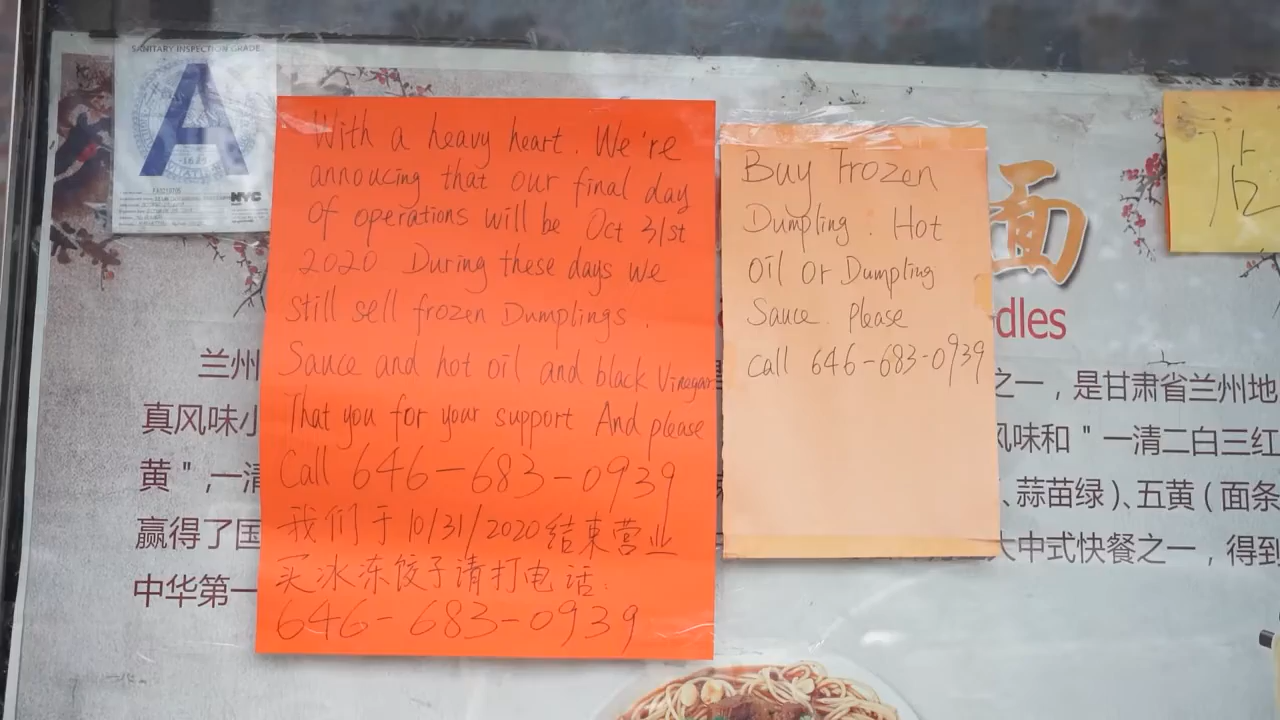 SANITARY INSPECTION GRADE
A
NYC
With a heavy heart. We're
annoucing that our final day
Of operations will be Oct 31st
2020 During these days we
still sell frozen Dumplings.
Sauce and hot oil and black Vinegar
That you for your support And please
Call 646-683-0939
我们于10/31/2020结束营业
买冰冻饺子请打电话:
646-683-0939
Buy Frozen
Dumpling. Hot
Oil Or Dumpling
Sauce. Please
call 646-683-0939
面
dles
兰州
真风味小
黄",一清
赢得了国
中华第一
之一,是甘肃省兰州地
风味和"一清二白三红
、蒜苗绿)、五黄(面条
大中式快餐之一,得到